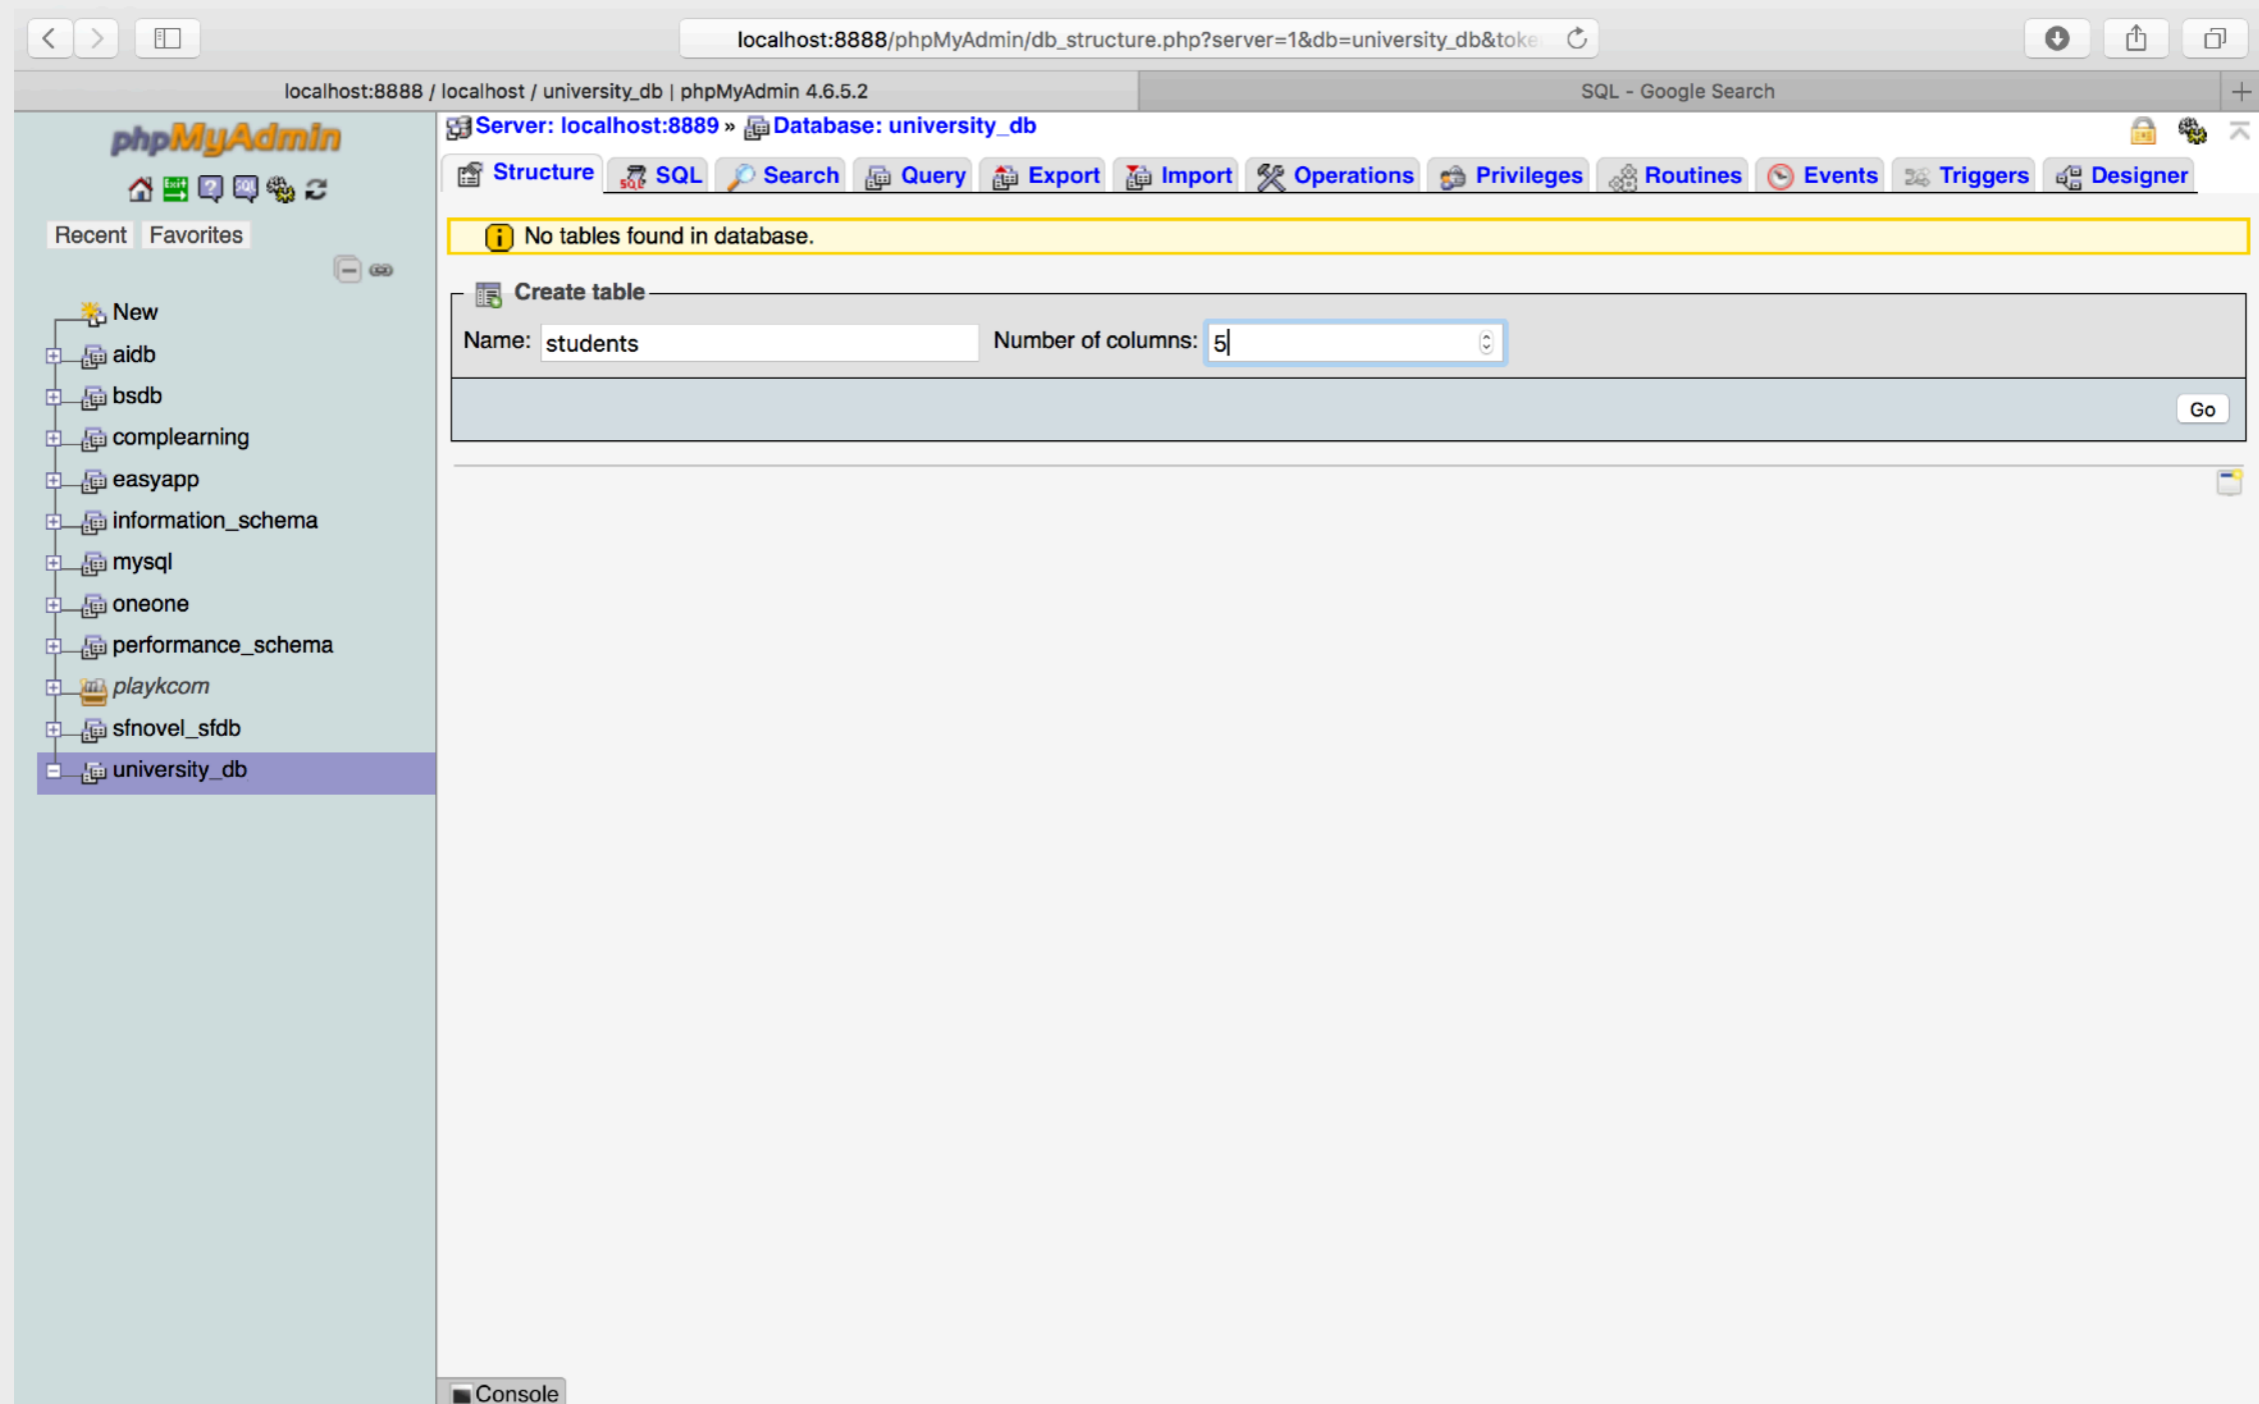 localhost:8888/phpMyAdmin/db_structure.php?server=1&db=university_db&toke
localhost:8888 / localhost / university_db | phpMyAdmin 4.6.5.2
SQL - Google Search
phpMyAdmin
Server: localhost:8889 » Database: university_db
Structure SQL Search Query Export Import Operations Privileges Routines Events Triggers Designer
Recent Favorites
No tables found in database.
Create table
Name: students Number of columns: 5
Go
New
aidb
bsdb
complearning
easyapp
information_schema
mysql
oneone
performance_schema
playkcom
sfnovel_sfdb
university_db
Console